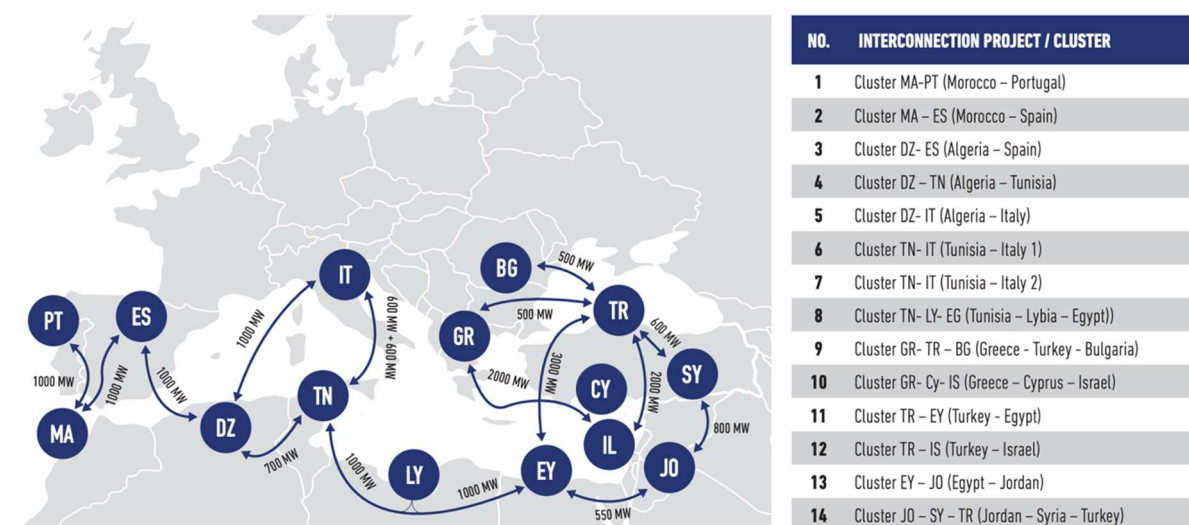 IT
BG
500 MW
PT
ES
TR
500 MW
GR
1000 MW
600 MW + 600 MW
600 MW
3000 MW
2000 MW
2000 MW
SY
CY
1000 MW
1000 MW
1000 MW
TN
MA
DZ
700 MW
1000 MW
LY
1000 MW
EY
IL
JO
800 MW
550 MW
NO. INTERCONNECTION PROJECT / CLUSTER
1 Cluster MA-PT (Morocco – Portugal)
2 Cluster MA – ES (Morocco – Spain)
3 Cluster DZ- ES (Algeria – Spain)
4 Cluster DZ – TN (Algeria – Tunisia)
5 Cluster DZ- IT (Algeria – Italy)
6 Cluster TN- IT (Tunisia – Italy 1)
7 Cluster TN- IT (Tunisia – Italy 2)
8 Cluster TN- LY- EG (Tunisia – Lybia – Egypt))
9 Cluster GR- TR – BG (Greece - Turkey - Bulgaria)
10 Cluster GR- Cy- IS (Greece – Cyprus – Israel)
11 Cluster TR – EY (Turkey - Egypt)
12 Cluster TR – IS (Turkey – Israel)
13 Cluster EY – JO (Egypt – Jordan)
14 Cluster JO – SY – TR (Jordan – Syria – Turkey)